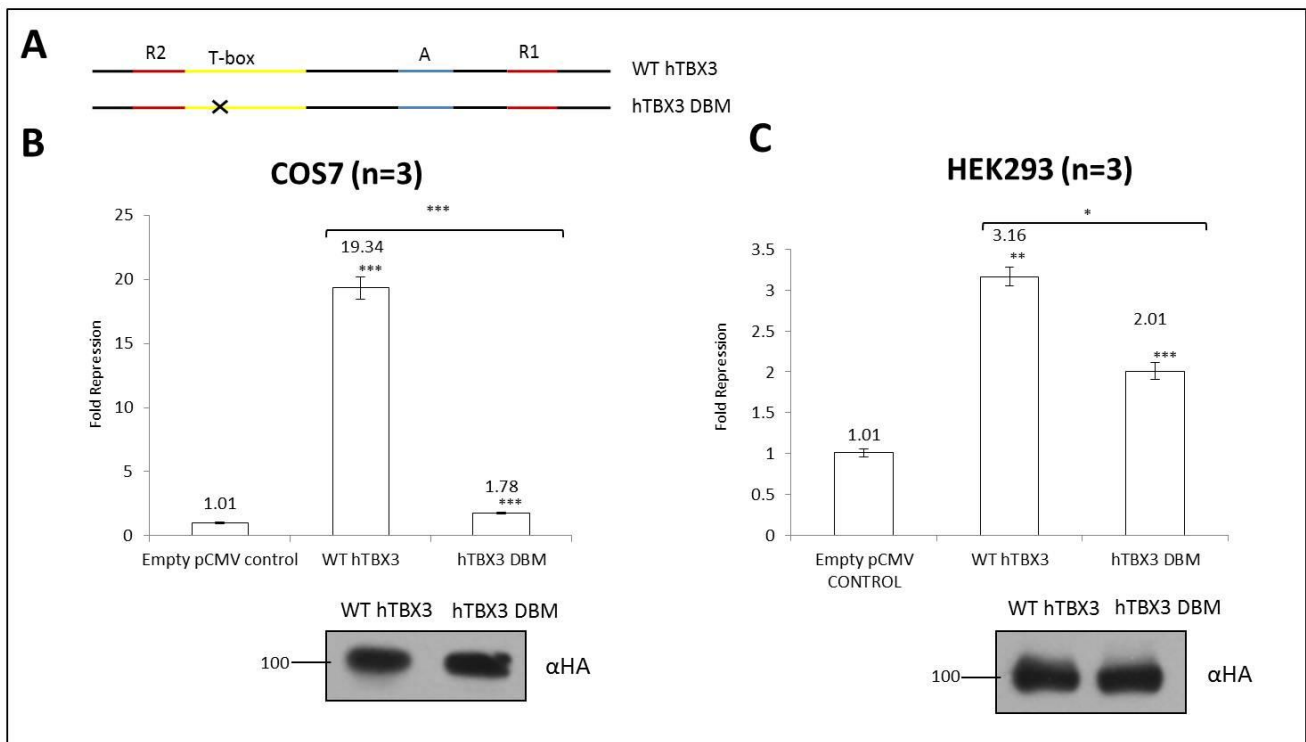 A
R2 T-box A R1
WT hTBX3
hTBX3 DBM
B
COS7 (n=3)
***
25
20
15
10
5
0
Fold Repression
19.34
***
1.01
1.78
***
Empty pCMV control WT hTBX3 hTBX3 DBM
WT hTBX3 hTBX3 DBM
100
αHA
C
HEK293 (n=3)
*
3.5
3
2.5
2
1.5
1
0.5
0
Fold Repression
3.16
**
2.01
***
1.01
Empty pCMV WT hTBX3 hTBX3 DBM
CONTROL
WT hTBX3 hTBX3 DBM
100
αHA